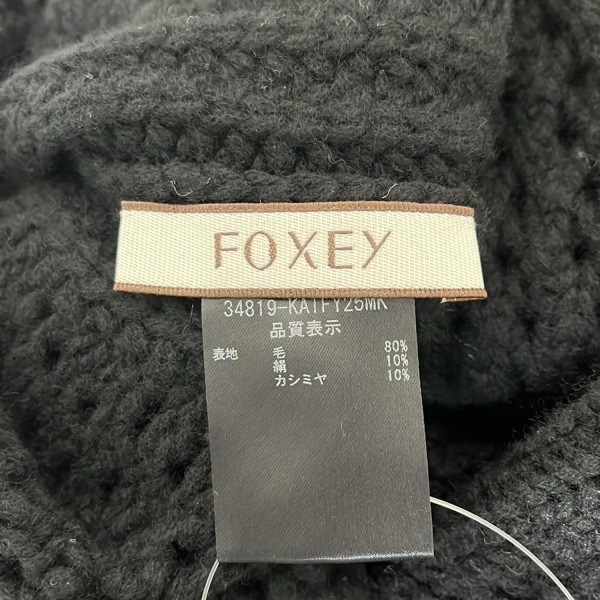 FOXEY
34819-KATFY25MK
品質表示
表地 毛 80%
絹 10%
カシミヤ 10%